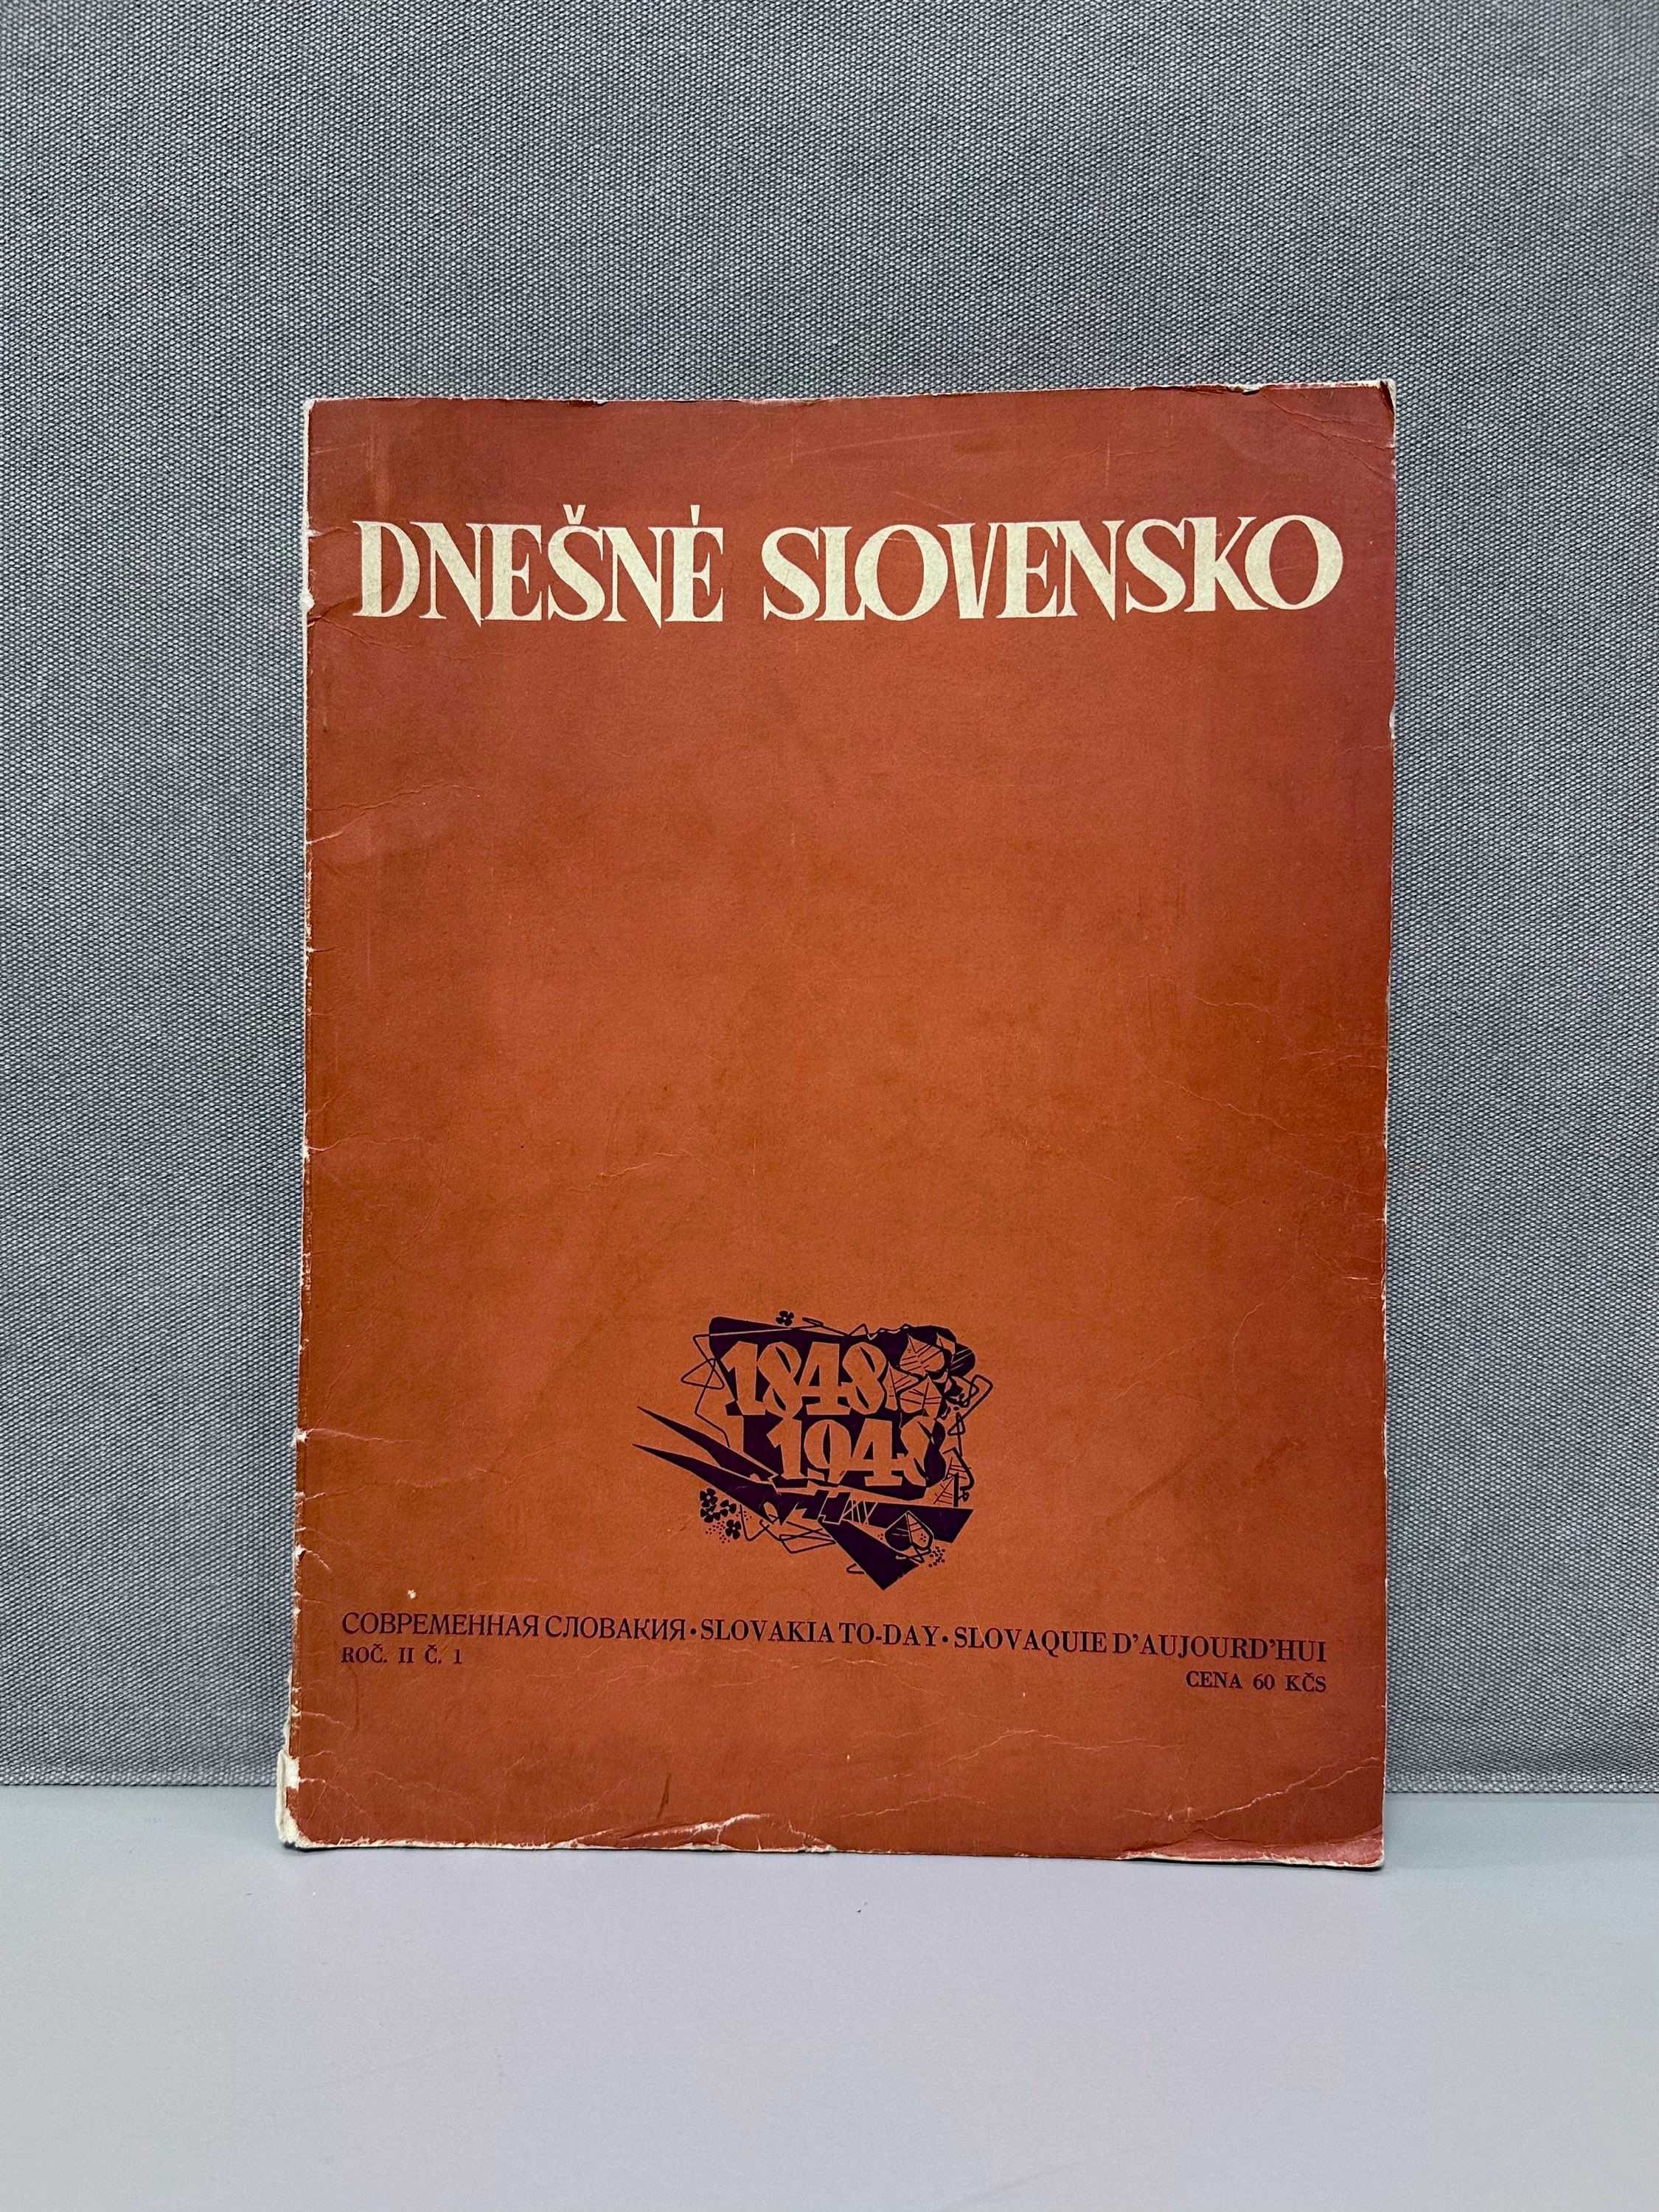 DNEŠNÉ SLOVENSKO
1848
1948
СОВРЕМЕННАЯ СЛОВАКИЯ • SLOVAKIA TO-DAY • SLOVAQUIE D'AUJOURD'HUI
ROČ. II Č. 1
CENA 60 KČS